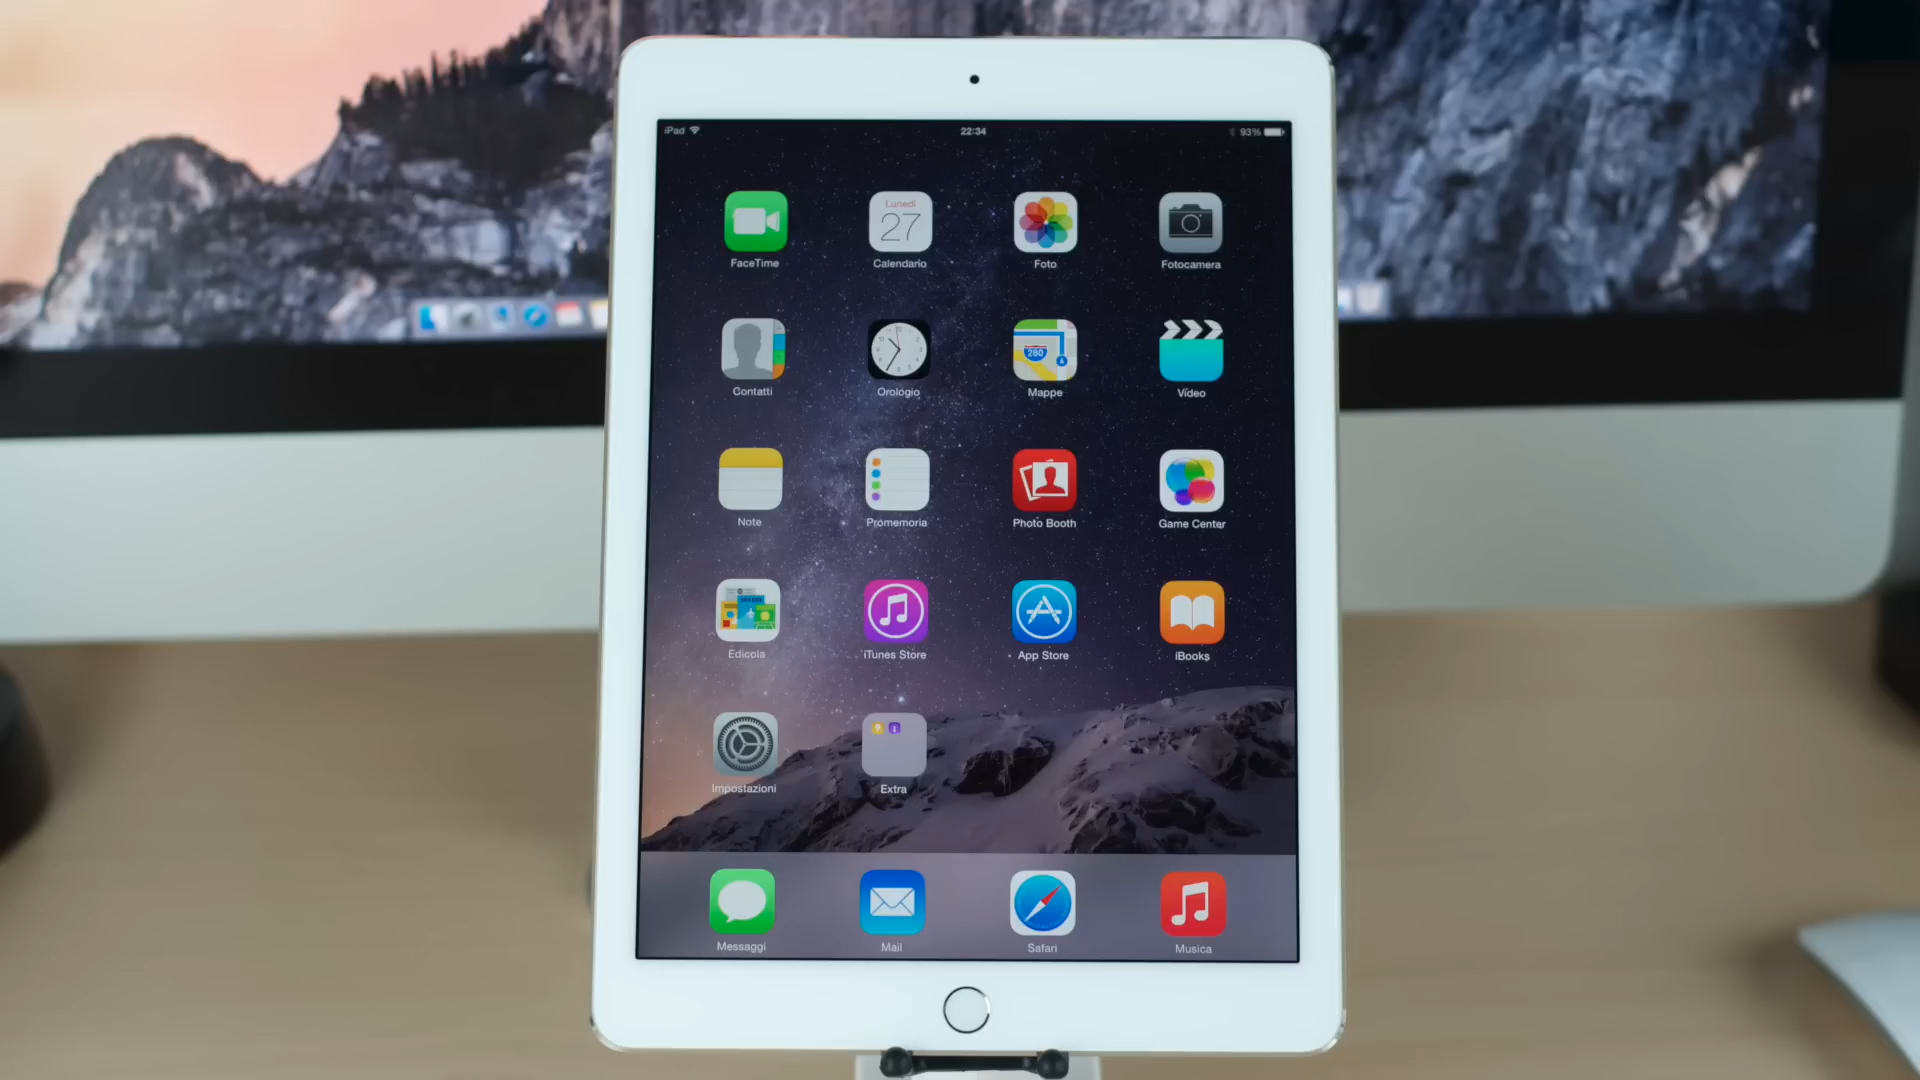 iPad 22:34 93%
Lunedì
27
FaceTime Calendario Foto Fotocamera
280
Contatti Orologio Mappe Video
Note Promemoria Photo Booth Game Center
Edicola iTunes Store App Store iBooks
Impostazioni Extra
Messaggi Mail Safari Musica